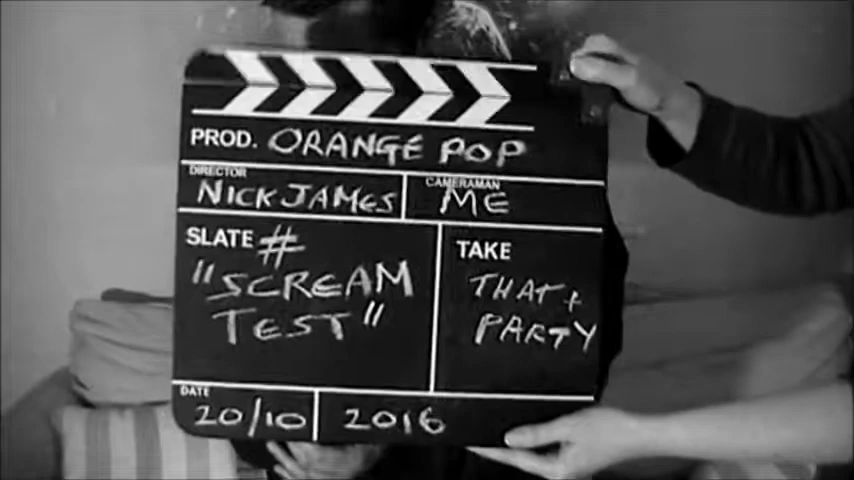 PROD. ORANGE POP
DIRECTOR
NICK JAMES
CAMERAMAN
ME
SLATE #
"SCREAM
TEST"
TAKE
THAT +
PARTY
DATE
20/10 2016